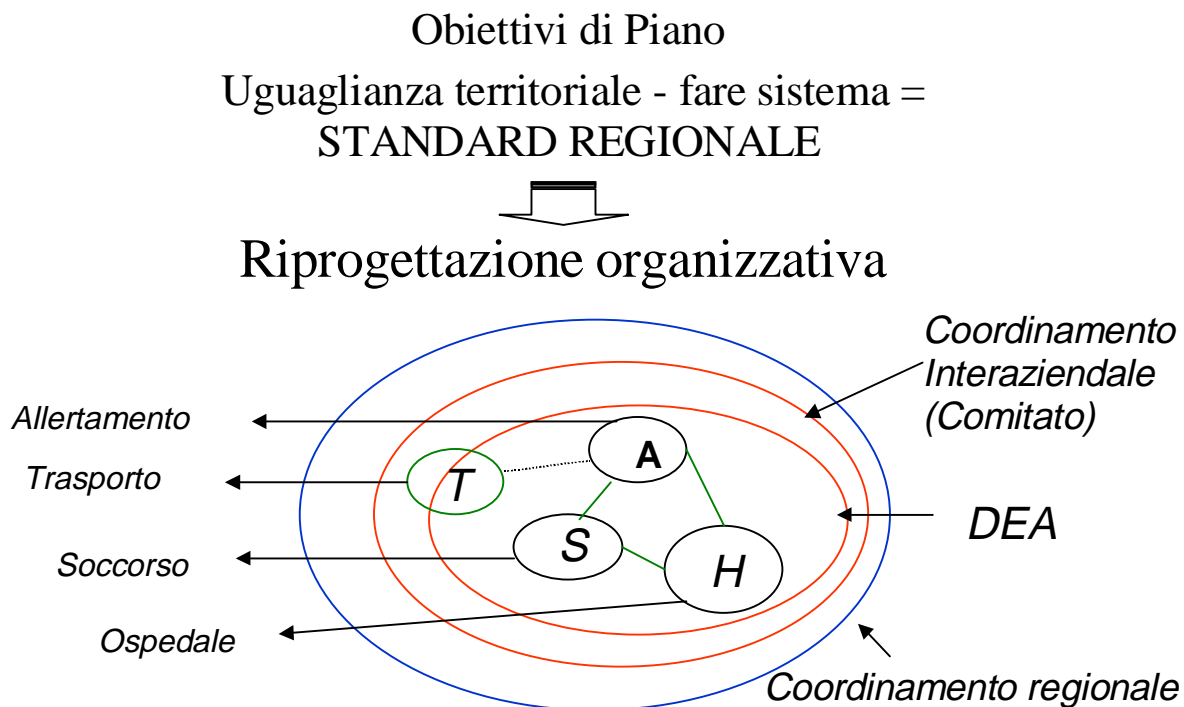 Obiettivi di Piano
Uguaglianza territoriale - fare sistema =
STANDARD REGIONALE
Riprogettazione organizzativa
Coordinamento
Interaziendale
(Comitato)
Allertamento
A
Trasporto
T
DEA
Soccorso
S
H
Ospedale
Coordinamento regionale